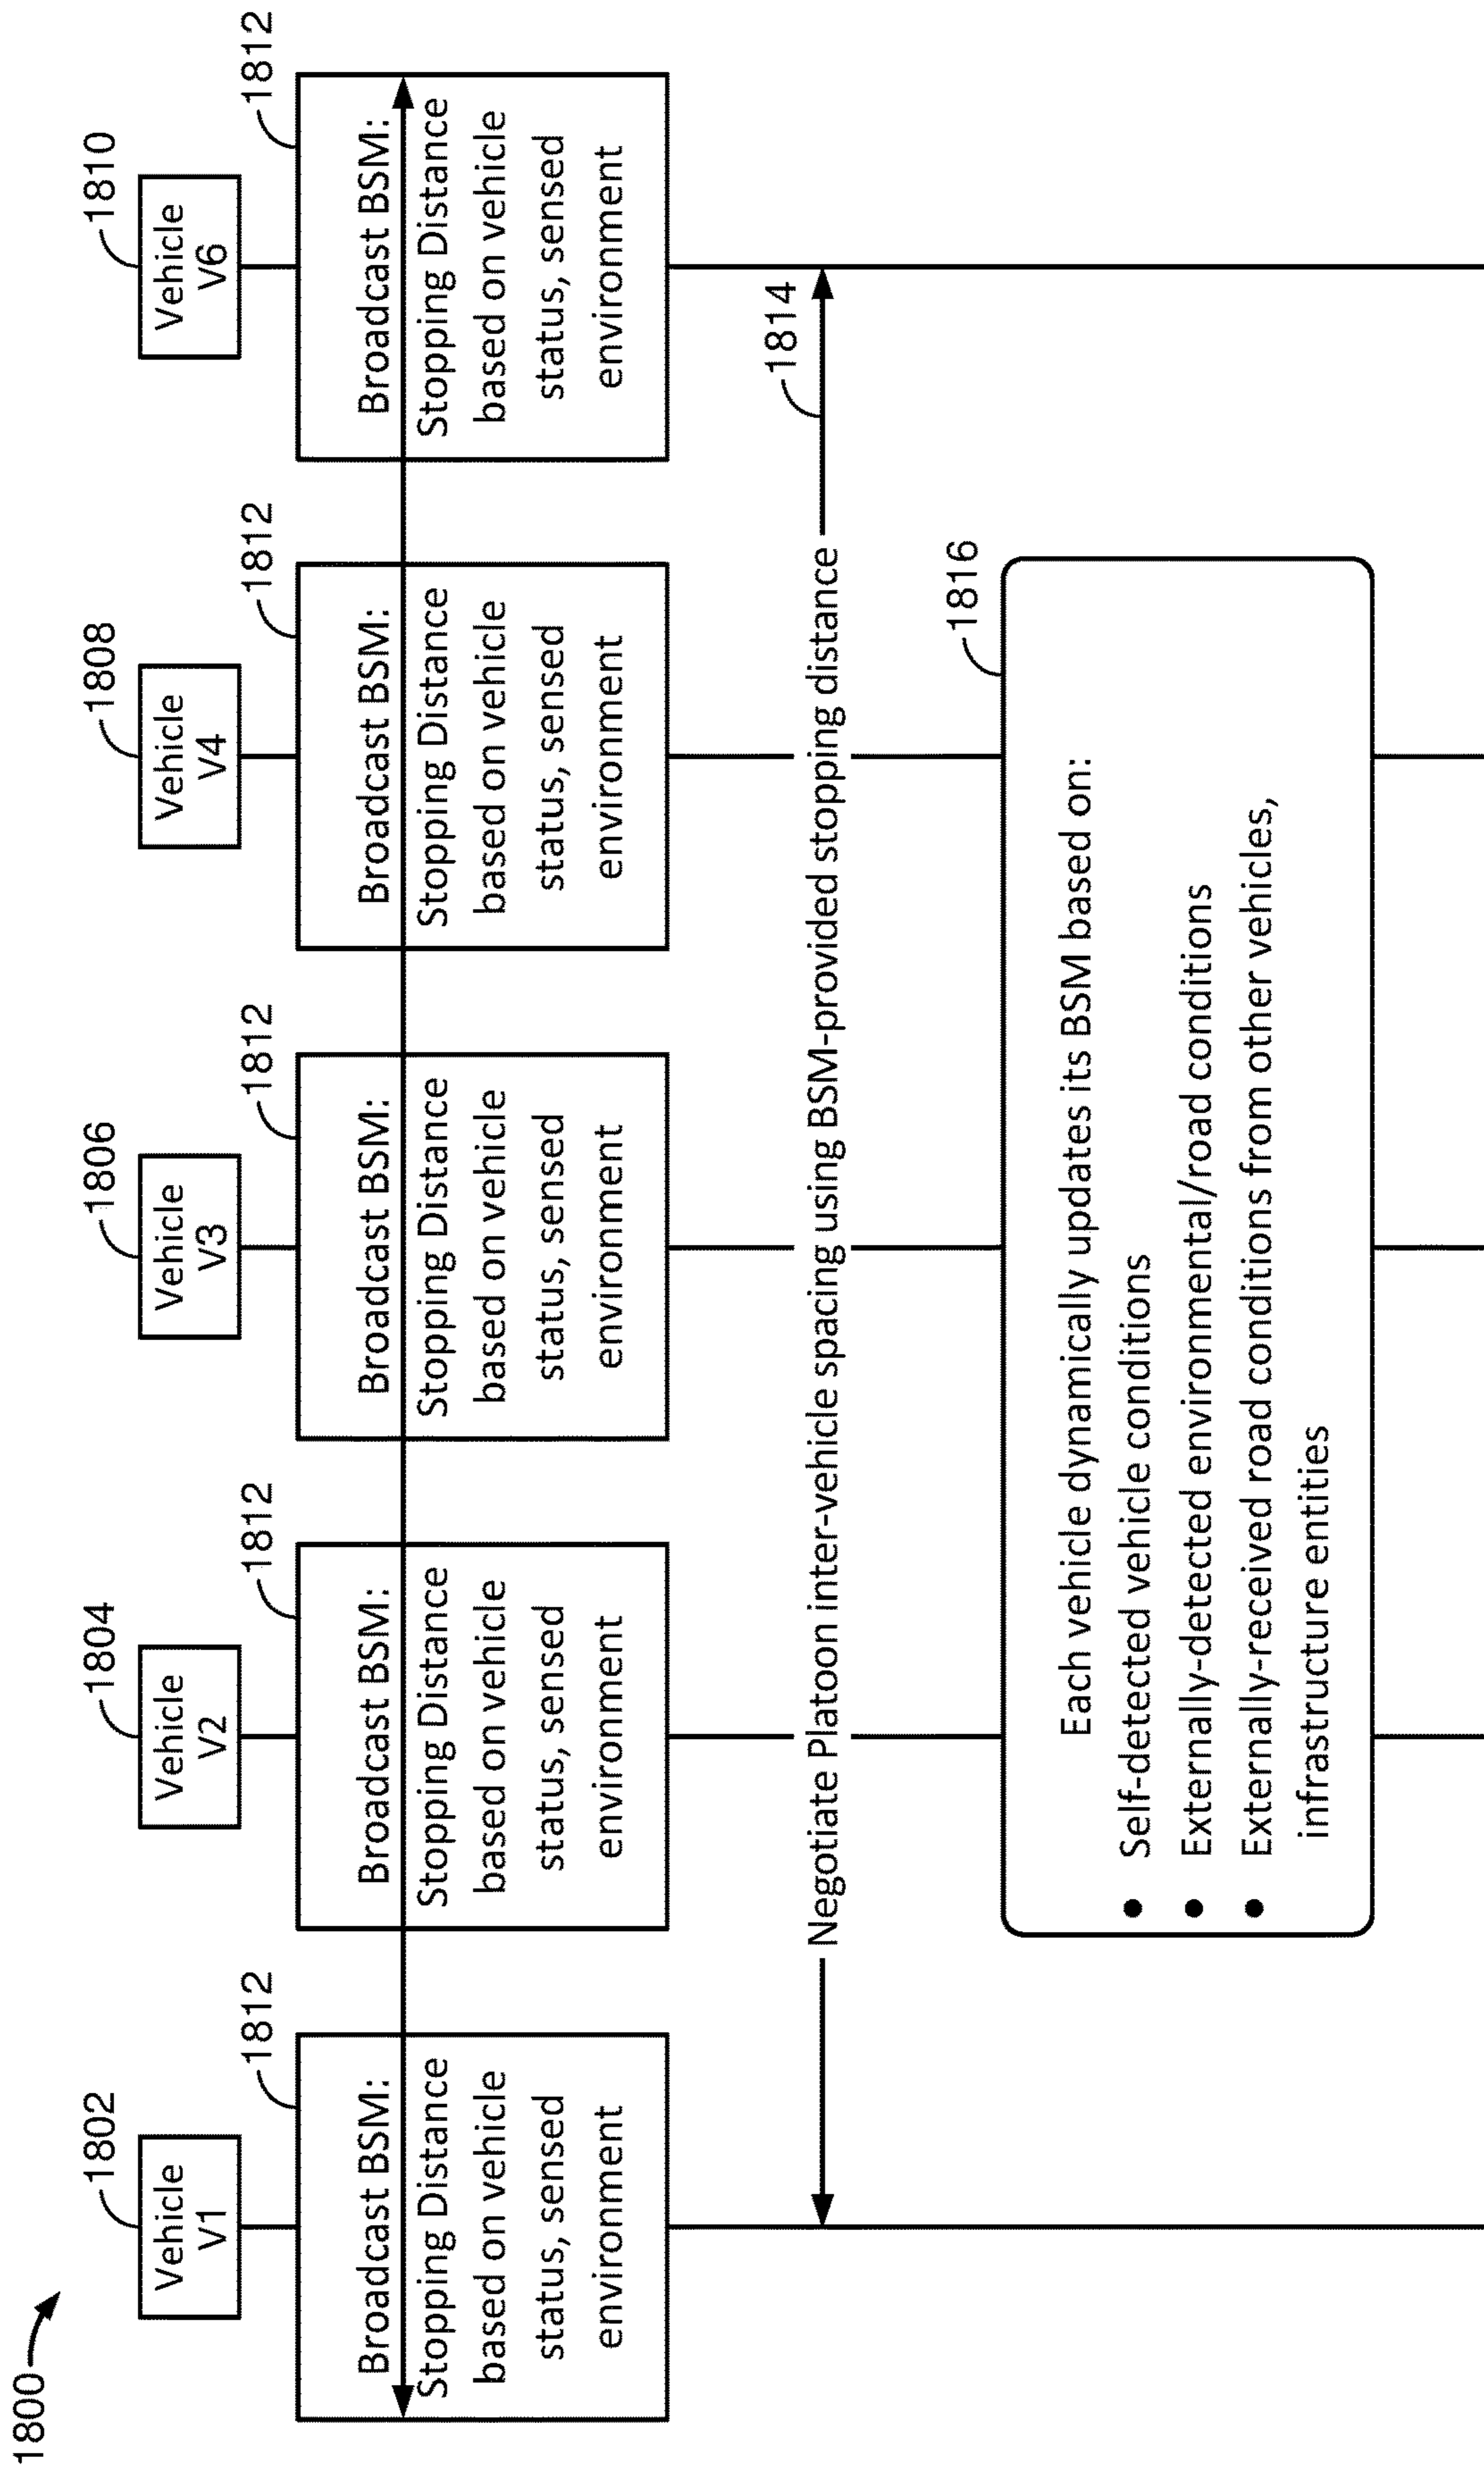 1800
1802
1804
1806
1808
1810
Vehicle
V1
Vehicle
V2
Vehicle
V3
Vehicle
V4
Vehicle
V6
1812
1812
1812
1812
1812
Broadcast BSM:
Stopping Distance
based on vehicle
status, sensed
environment
Broadcast BSM:
Stopping Distance
based on vehicle
status, sensed
environment
Broadcast BSM:
Stopping Distance
based on vehicle
status, sensed
environment
Broadcast BSM:
Stopping Distance
based on vehicle
status, sensed
environment
Broadcast BSM:
Stopping Distance
based on vehicle
status, sensed
environment
1814
Negotiate Platoon inter-vehicle spacing using BSM-provided stopping distance
1816
Each vehicle dynamically updates its BSM based on:
● Self-detected vehicle conditions
● Externally-detected environmental/road conditions
● Externally-received road conditions from other vehicles,
infrastructure entities